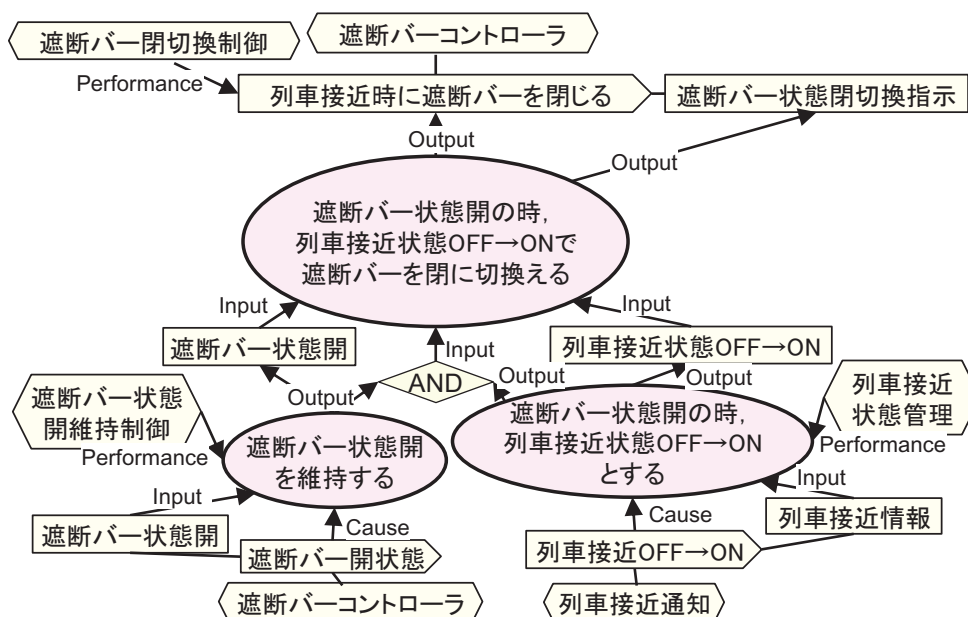 遮断バー閉切換制御
遮断バーコントローラ
Performance
列車接近時に遮断バーを閉じる
遮断バー状態閉切換指示
Output
Output
遮断バー状態開の時,
列車接近状態OFF→ONで
遮断バーを閉に切換える
Input
Input
遮断バー状態開
Input
列車接近状態OFF→ON
AND
Output
Output
Output
遮断バー状態
開維持制御
列車接近
状態管理
Performance
Performance
遮断バー状態開
を維持する
遮断バー状態開の時,
列車接近状態OFF→ON
とする
Input
Input
遮断バー状態開
Cause
Cause
列車接近情報
遮断バー開状態
列車接近OFF→ON
遮断バーコントローラ
列車接近通知